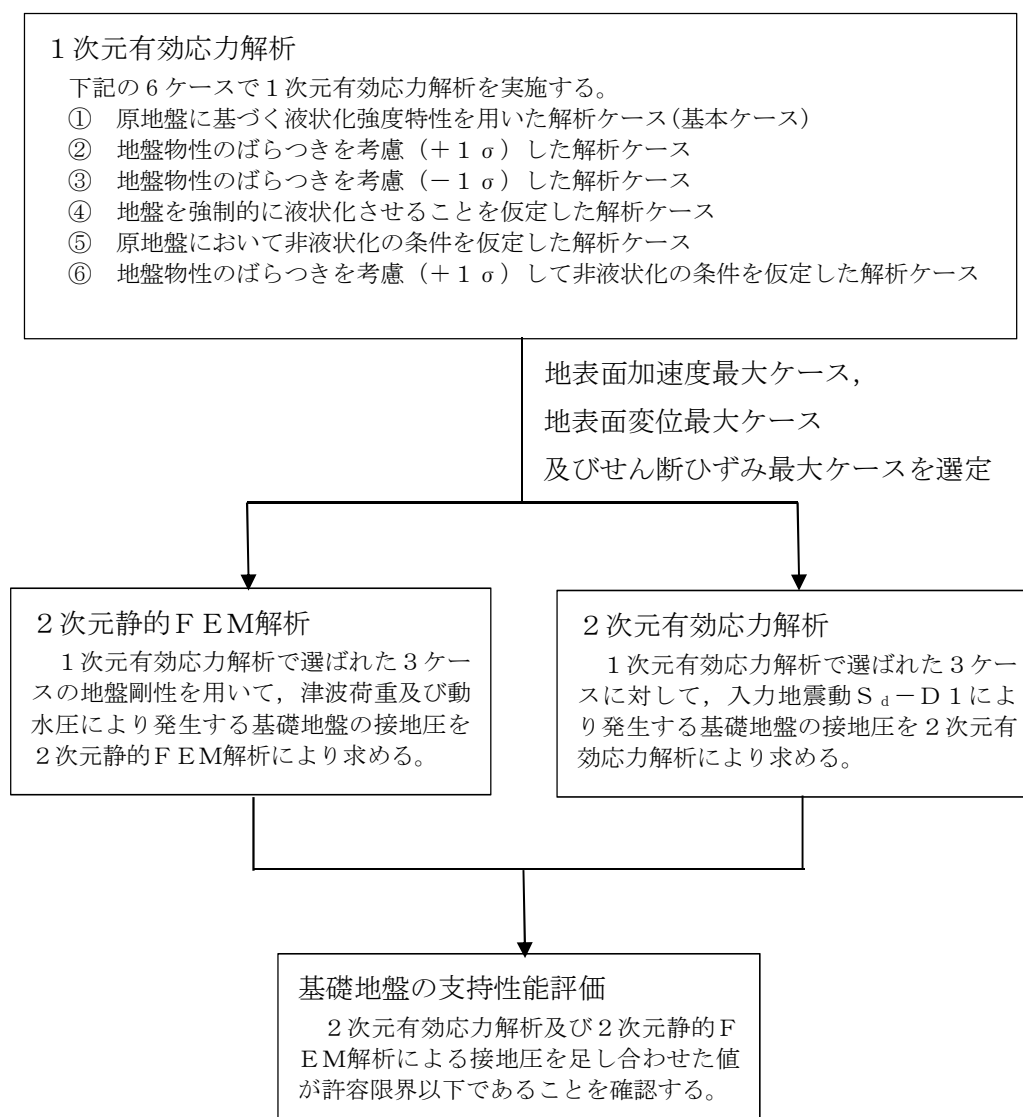 １次元有効応力解析
下記の６ケースで１次元有効応力解析を実施する。
①　原地盤に基づく液状化強度特性を用いた解析ケース(基本ケース)
②　地盤物性のばらつきを考慮（＋１σ）した解析ケース
③　地盤物性のばらつきを考慮（－１σ）した解析ケース
④　地盤を強制的に液状化させることを仮定した解析ケース
⑤　原地盤において非液状化の条件を仮定した解析ケース
⑥　地盤物性のばらつきを考慮（＋１σ）して非液状化の条件を仮定した解析ケース
地表面加速度最大ケース，
地表面変位最大ケース
及びせん断ひずみ最大ケースを選定
２次元静的ＦＥＭ解析
１次元有効応力解析で選ばれた３ケー
スの地盤剛性を用いて，津波荷重及び動
水圧により発生する基礎地盤の接地圧を
２次元静的ＦＥＭ解析により求める。
２次元有効応力解析
１次元有効応力解析で選ばれた３ケー
スに対して，入力地震動Ｓｄ－Ｄ１によ
り発生する基礎地盤の接地圧を２次元有
効応力解析により求める。
基礎地盤の支持性能評価
２次元有効応力解析及び２次元静的Ｆ
ＥＭ解析による接地圧を足し合わせた値
が許容限界以下であることを確認する。